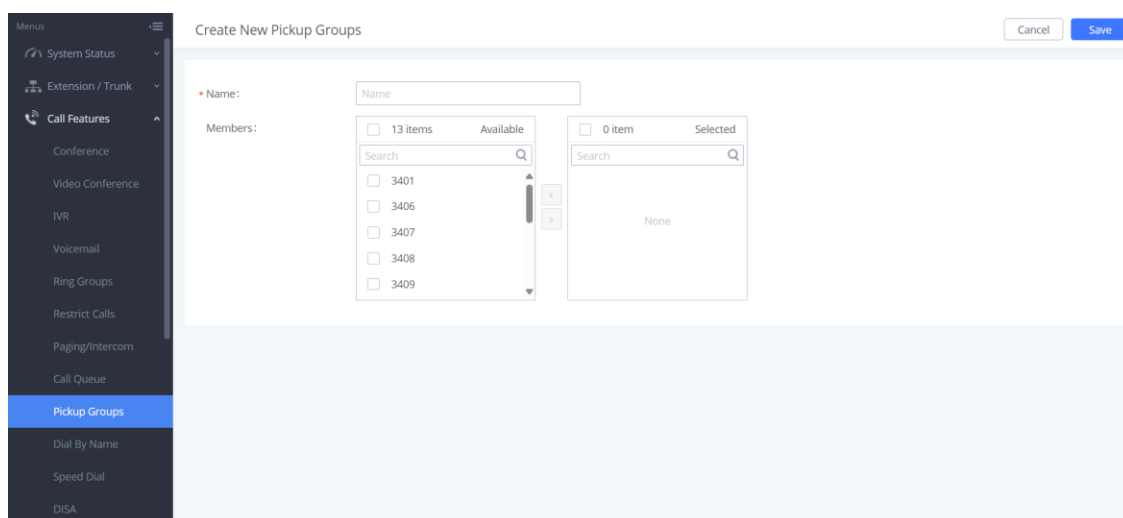 Menus
System Status
Extension / Trunk
Call Features
Conference
Video Conference
IVR
Voicemail
Ring Groups
Restrict Calls
Paging/Intercom
Call Queue
Pickup Groups
Dial By Name
Speed Dial
DISA
Create New Pickup Groups
Cancel
Save
* Name:
Name
Members:
13 items Available
Search
3401
3406
3407
3408
3409
0 item Selected
Search
None